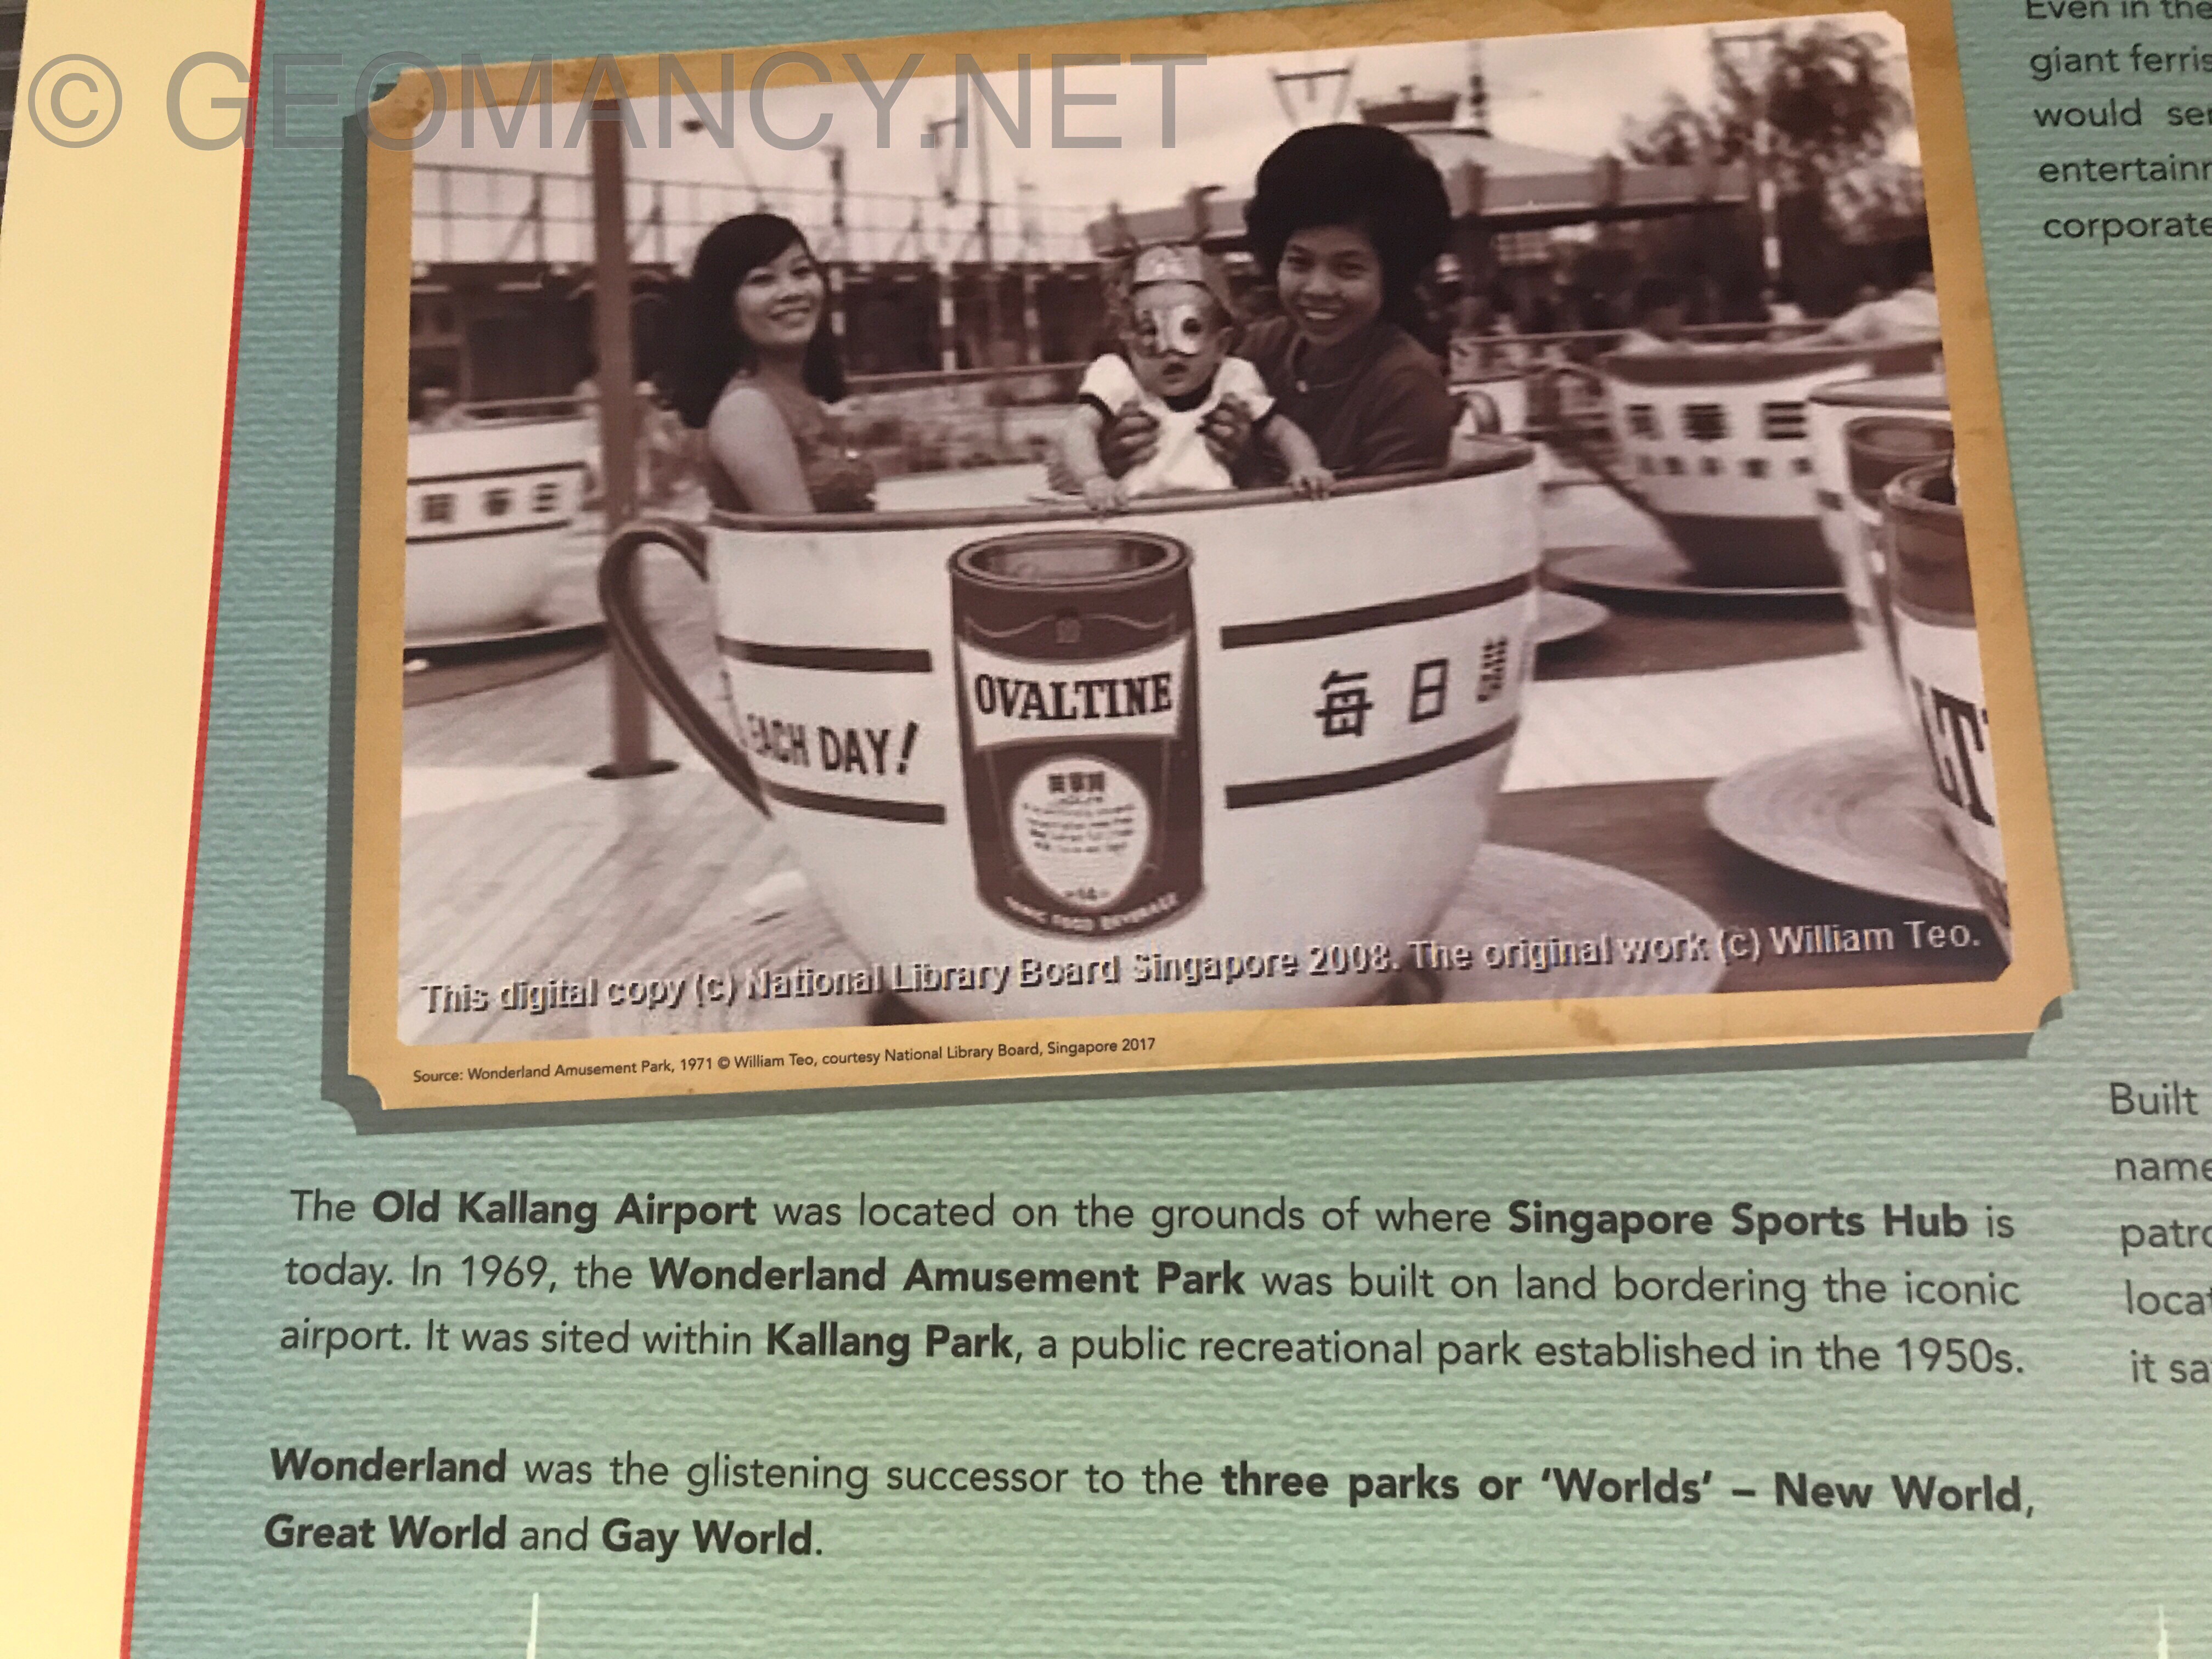 © GEOMANCY.NET
Even in the
giant ferris
would
corporate
EACH DAY!
OVALTINE
每日
This digital copy (c) National Library Board Singapore 2008. The original work (c) William Teo.
Source: Wonderland Amusement Park, 1971 © William Teo, courtesy National Library Board, Singapore 2017
The Old Kallang Airport was located on the grounds of where Singapore Sports Hub is
today. In 1969, the Wonderland Amusement Park was built on land bordering the iconic
airport. It was sited within Kallang Park, a public recreational park established in the 1950s.
Wonderland was the glistening successor to the three parks or ‘Worlds’ – New World,
Great World and Gay World.
Built
name
it